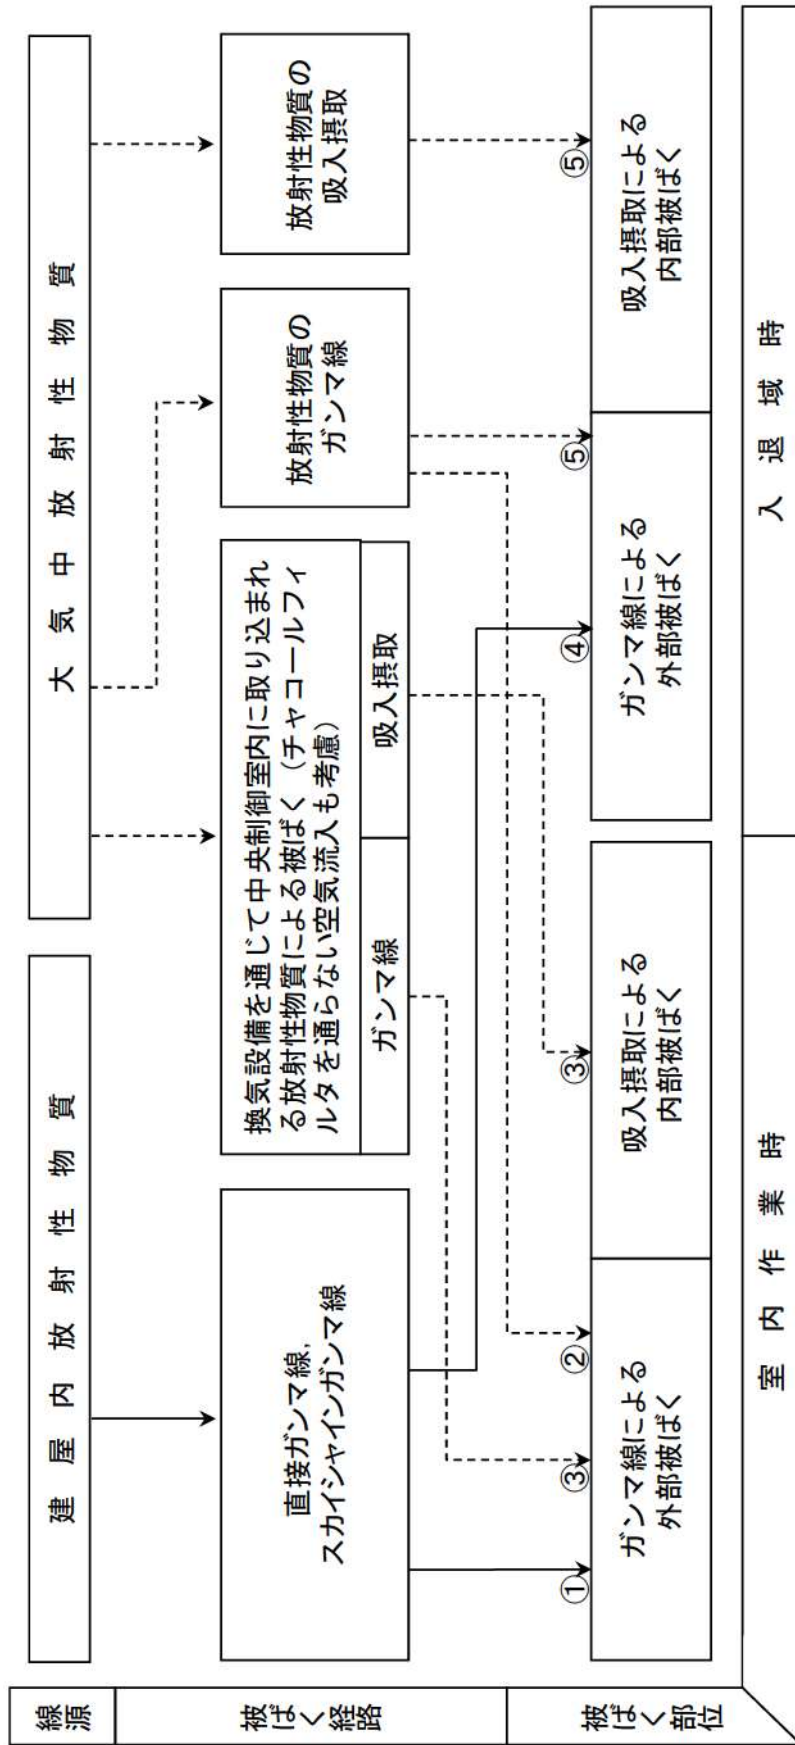 線
源
被ばく経路
被ばく部位
建屋内放射性物質
大気中放射性物質
直接ガンマ線,
スカイシャインガンマ線
換気設備を通じて中央制御室内に取り込まれ
る放射性物質による被ばく（チャコールフィ
ルタを通らない空気流入も考慮）
ガンマ線
吸入摂取
放射性物質の
ガンマ線
放射性物質の
吸入摂取
①
③
②
③
④
⑤
⑤
ガンマ線による
外部被ばく
吸入摂取による
内部被ばく
ガンマ線による
外部被ばく
吸入摂取による
内部被ばく
室内作業時
入退域時